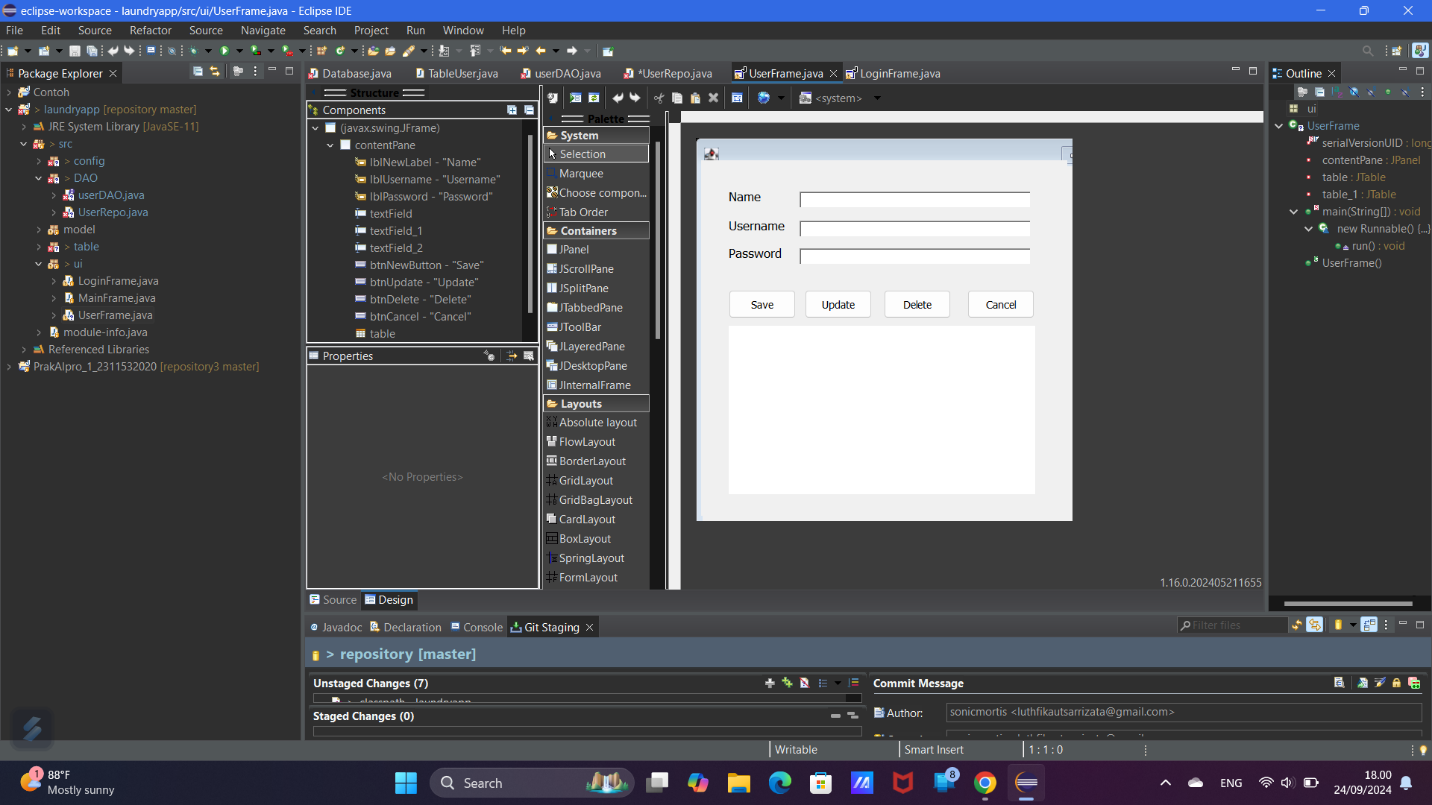 eclipse-workspace - laundryapp/src/ui/UserFrame.java - Eclipse IDE
File Edit Source Refactor Source Navigate Search Project Run Window Help
Package Explorer
Contoh
> laundryapp [repository master]
JRE System Library [JavaSE-11]
> src
> config
> DAO
userDAO.java
UserRepo.java
model
> table
> ui
LoginFrame.java
MainFrame.java
UserFrame.java
module-info.java
Referenced Libraries
PrakAlpro_1_2311532020 [repository3 master]
Database.java TableUser.java userDAO.java *UserRepo.java UserFrame.java LoginFrame.java
Structure
Components
(javax.swing.JFrame)
contentPane
lblNewLabel - "Name"
lblUsername - "Username"
lblPassword - "Password"
textField
textField_1
textField_2
btnNewButton - "Save"
btnUpdate - "Update"
btnDelete - "Delete"
btnCancel - "Cancel"
table
Properties
<No Properties>
Palette
System
Selection
Marquee
Choose compon...
Tab Order
Containers
JPanel
JScrollPane
JSplitPane
JTabbedPane
JToolBar
JLayeredPane
JDesktopPane
JInternalFrame
Layouts
Absolute layout
FlowLayout
BorderLayout
GridLayout
GridBagLayout
CardLayout
BoxLayout
SpringLayout
FormLayout
<system>
Name
Username
Password
Save Update Delete Cancel
1.16.0.202405211655
Source Design
Outline
ui
UserFrame
serialVersionUID : long
contentPane : JPanel
table : JTable
table_1 : JTable
main(String[]) : void
new Runnable() {...}
run() : void
UserFrame()
Javadoc Declaration Console Git Staging
Filter files
> repository [master]
Unstaged Changes (7)
Staged Changes (0)
Commit Message
Author: sonicmortis <luthfikautsarrizata@gmail.com>
Writable Smart Insert 1 : 1 : 0
1
88°F
Mostly sunny
Search
8
ENG
18.00
24/09/2024